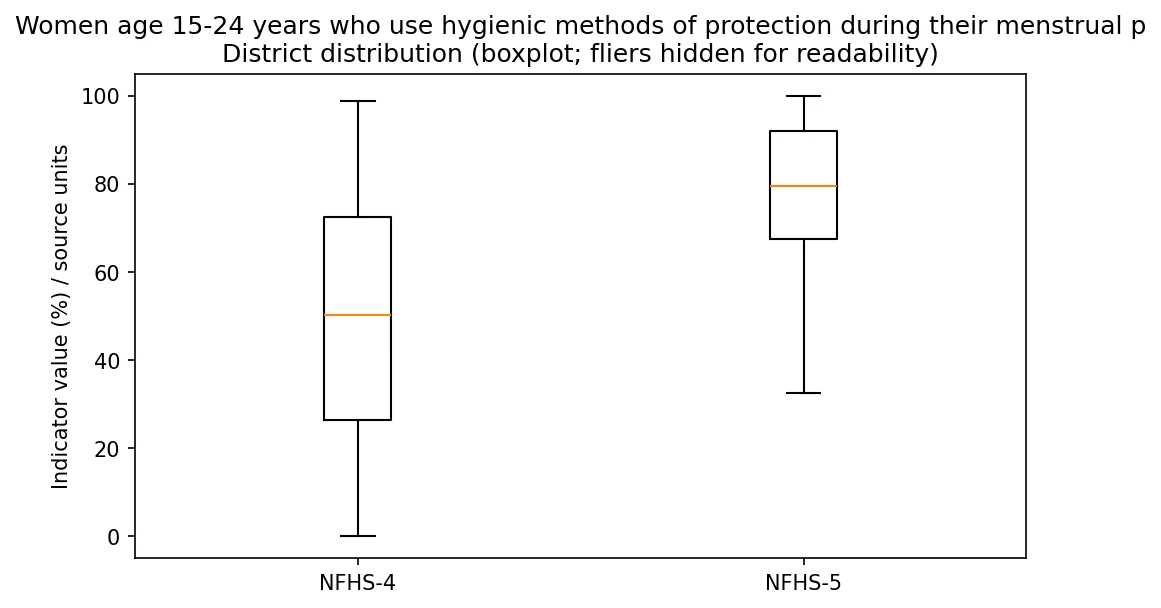 Women age 15-24 years who use hygienic methods of protection during their menstrual p
District distribution (boxplot; fliers hidden for readability)
Indicator value (%) / source units
100
80
60
40
20
0
NFHS-4
NFHS-5